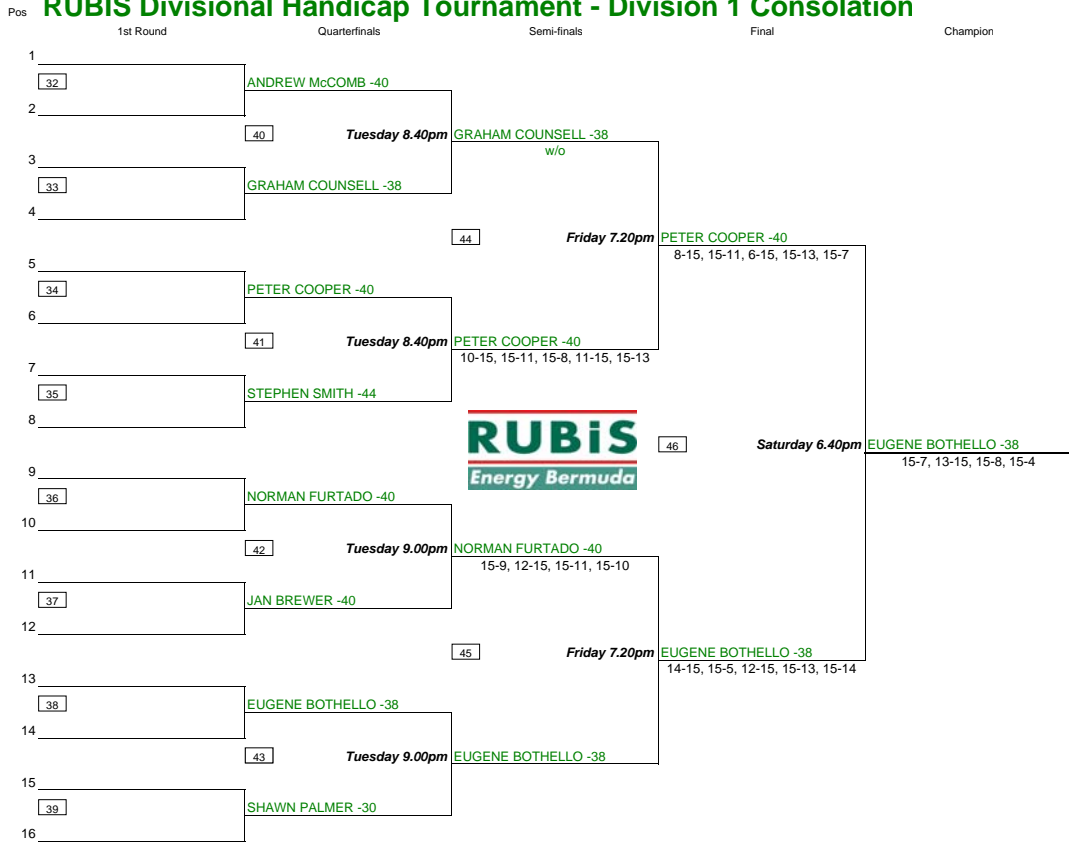 RUBIS Divisional Handicap Tournament - Division 1 Consolation
Pos
1st Round Quarterfinals Semi-finals Final Champion
1
32 ANDREW McCOMB -40
2
40 Tuesday 8.40pm GRAHAM COUNSELL -38
w/o
3
33 GRAHAM COUNSELL -38
4
44 Friday 7.20pm PETER COOPER -40
8-15, 15-11, 6-15, 15-13, 15-7
5
34 PETER COOPER -40
6
41 Tuesday 8.40pm PETER COOPER -40
10-15, 15-11, 15-8, 11-15, 15-13
7
35 STEPHEN SMITH -44
8
RUBiS
Energy Bermuda
46 Saturday 6.40pm EUGENE BOTHELLO -38
15-7, 13-15, 15-8, 15-4
9
36 NORMAN FURTADO -40
10
42 Tuesday 9.00pm NORMAN FURTADO -40
15-9, 12-15, 15-11, 15-10
11
37 JAN BREWER -40
12
45 Friday 7.20pm EUGENE BOTHELLO -38
14-15, 15-5, 12-15, 15-13, 15-14
13
38 EUGENE BOTHELLO -38
14
43 Tuesday 9.00pm EUGENE BOTHELLO -38
15
39 SHAWN PALMER -30
16